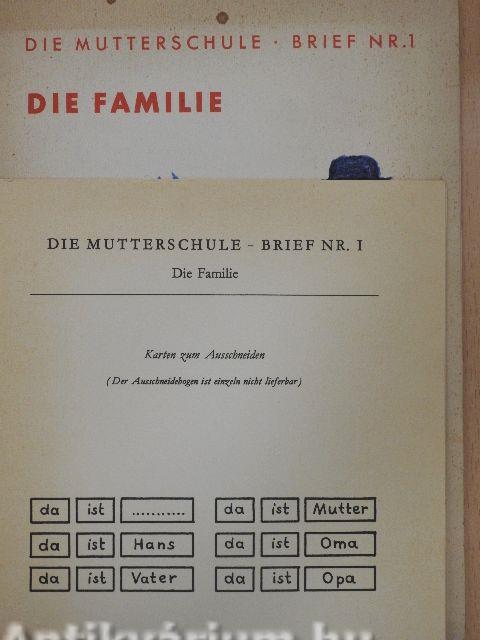 DIE MUTTERSCHULE · BRIEF NR.1
DIE FAMILIE
DIE MUTTERSCHULE – BRIEF NR. I
Die Familie
Karten zum Ausschneiden
(Der Ausschneidebogen ist einzeln nicht lieferbar)
da ist ........... da ist Mutter
da ist Hans da ist Oma
da ist Vater da ist Opa
Antikvárium.hu